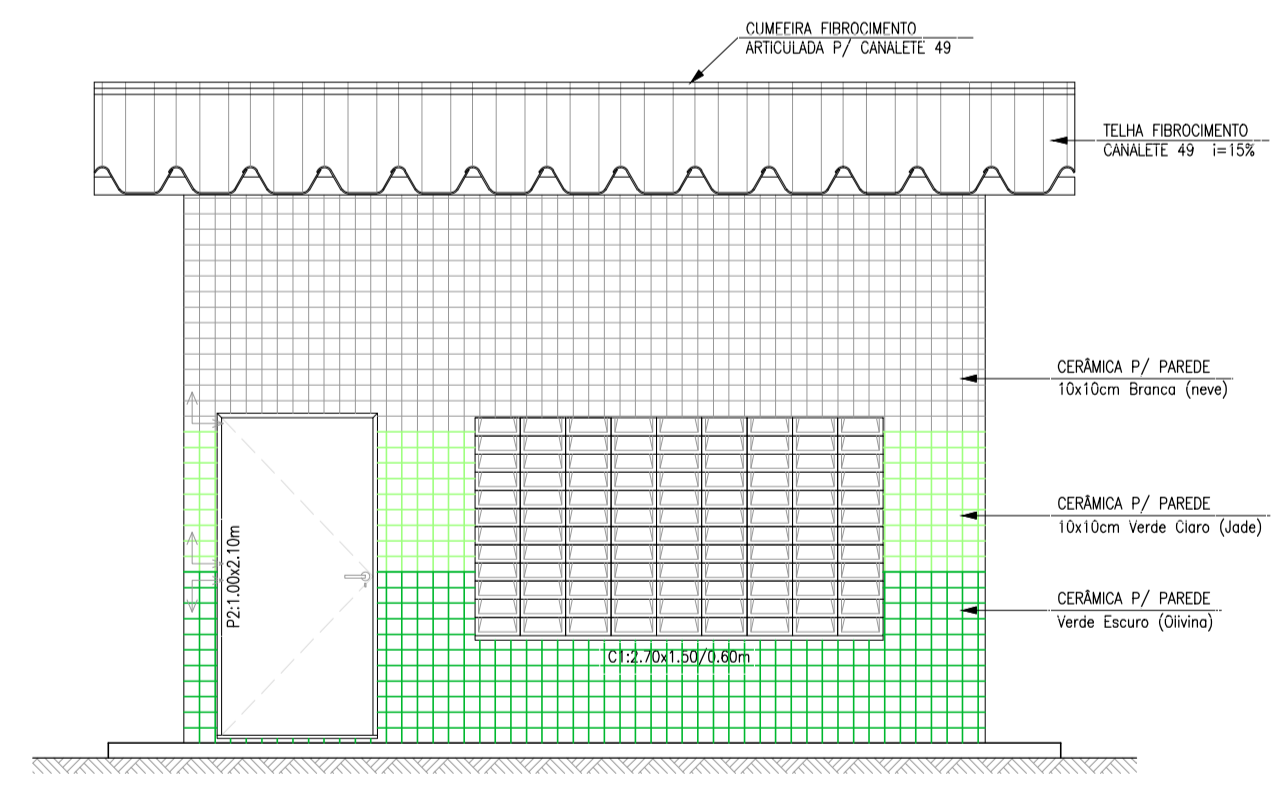 CUMEEIRA FIBROCIMENTO
ARTICULADA P/ CANALETE 49
TELHA FIBROCIMENTO
CANALETE 49 i=15%
CERÂMICA P/ PAREDE
10x10cm Branca (neve)
CERÂMICA P/ PAREDE
10x10cm Verde Claro (Jade)
CERÂMICA P/ PAREDE
Verde Escuro (Olivina)
P2:1.00x2.10m
C1:2.70x1.50/0.60m